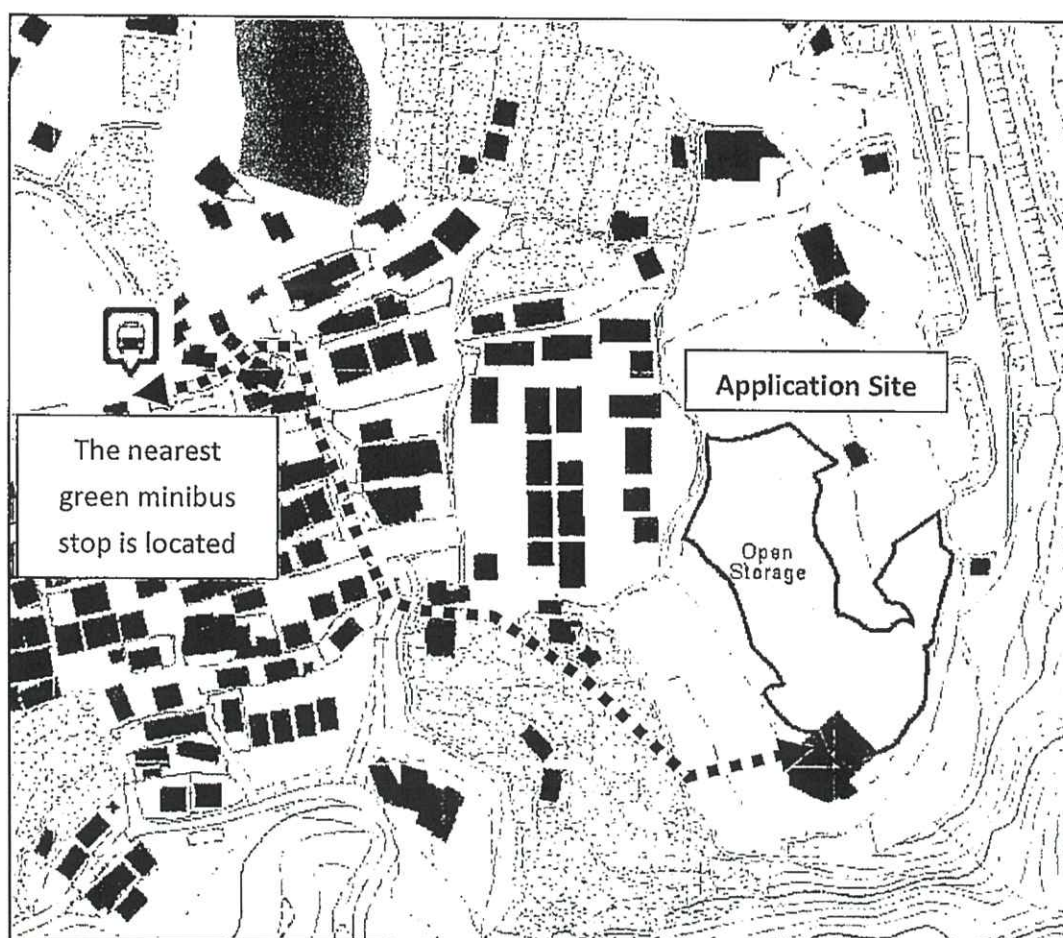 Application Site
The nearest
green minibus
stop is located
Open
Storage